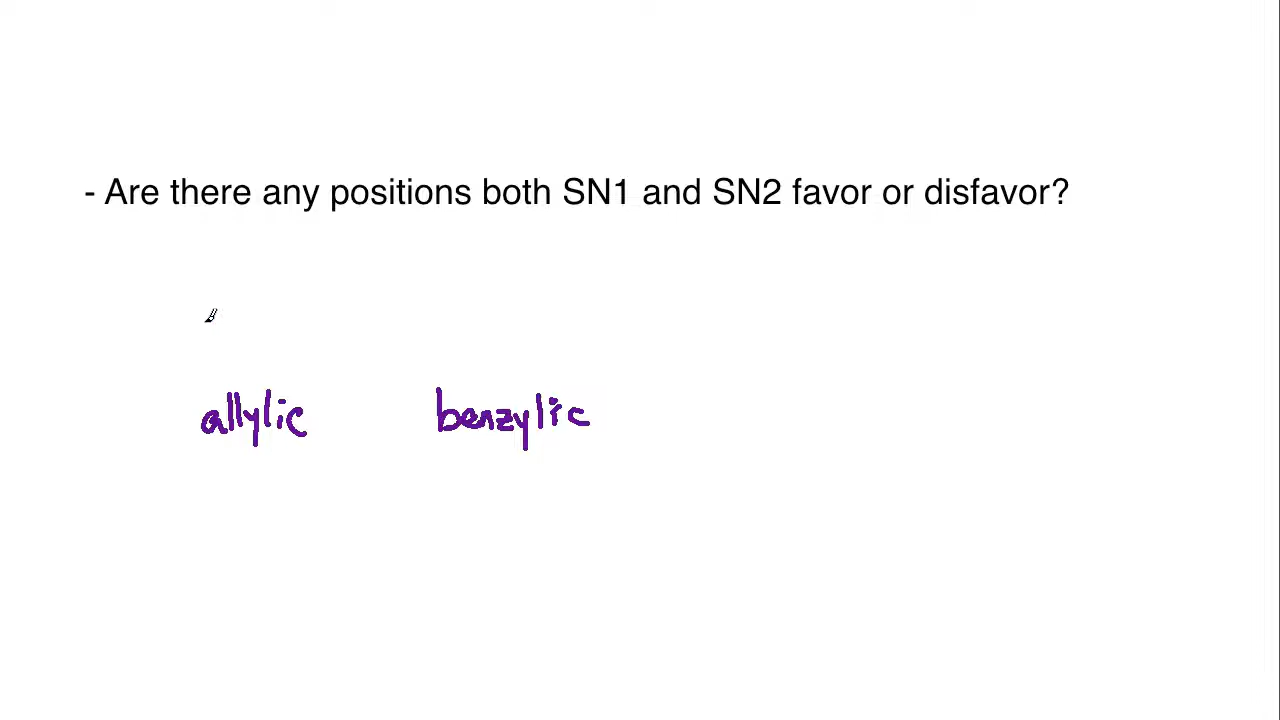 - Are there any positions both SN1 and SN2 favor or disfavor?
allylic benzylic